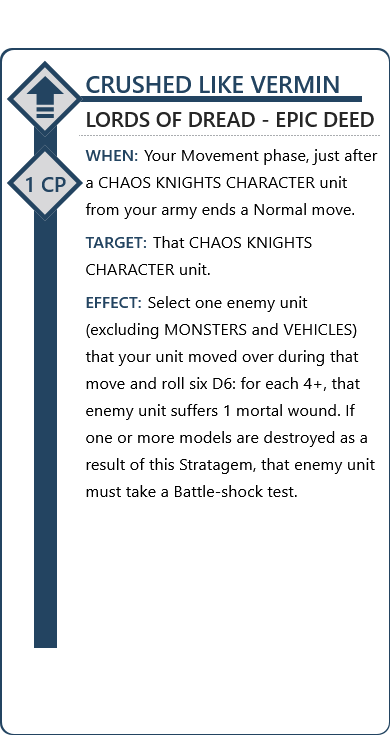 CRUSHED LIKE VERMIN
LORDS OF DREAD - EPIC DEED
WHEN: Your Movement phase, just after
1 CP
a CHAOS KNIGHTS CHARACTER unit
from your army ends a Normal move.
TARGET: That CHAOS KNIGHTS
CHARACTER unit.
EFFECT: Select one enemy unit
(excluding MONSTERS and VEHICLES)
that your unit moved over during that
move and roll six D6: for each 4+, that
enemy unit suffers 1 mortal wound. If
one or more models are destroyed as a
result of this Stratagem, that enemy unit
must take a Battle-shock test.